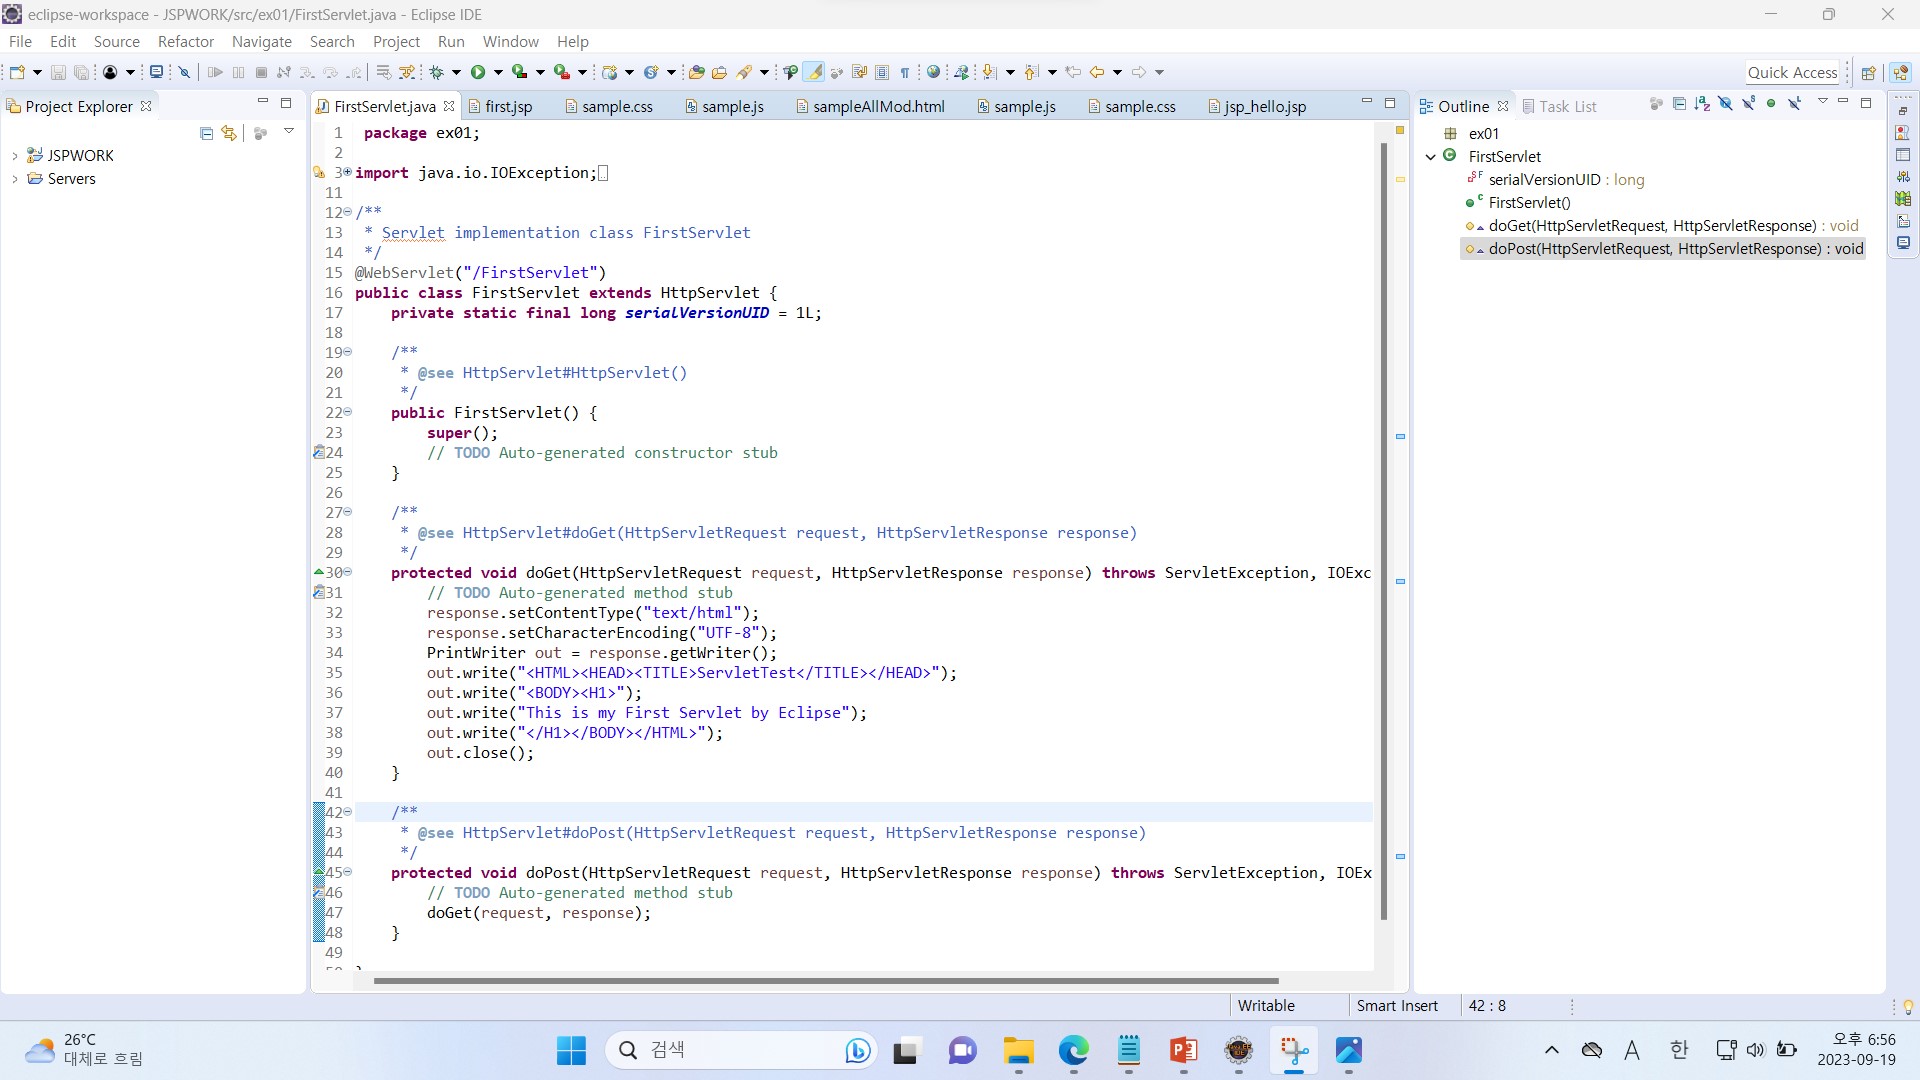 eclipse-workspace - JSPWORK/src/ex01/FirstServlet.java - Eclipse IDE
File Edit Source Refactor Navigate Search Project Run Window Help
Quick Access
Project Explorer
JSPWORK
Servers
FirstServlet.java first.jsp sample.css sample.js sampleAllMod.html sample.js sample.css jsp_hello.jsp
1 package ex01;
2
3 import java.io.IOException;
11
12 /**
13 * Servlet implementation class FirstServlet
14 */
15 @WebServlet("/FirstServlet")
16 public class FirstServlet extends HttpServlet {
17 private static final long serialVersionUID = 1L;
18
19 /**
20 * @see HttpServlet#HttpServlet()
21 */
22 public FirstServlet() {
23 super();
24 // TODO Auto-generated constructor stub
25 }
26
27 /**
28 * @see HttpServlet#doGet(HttpServletRequest request, HttpServletResponse response)
29 */
30 protected void doGet(HttpServletRequest request, HttpServletResponse response) throws ServletException, IOExc
31 // TODO Auto-generated method stub
32 response.setContentType("text/html");
33 response.setCharacterEncoding("UTF-8");
34 PrintWriter out = response.getWriter();
35 out.write("<HTML><HEAD><TITLE>ServletTest</TITLE></HEAD>");
36 out.write("<BODY><H1>");
37 out.write("This is my First Servlet by Eclipse");
38 out.write("</H1></BODY></HTML>");
39 out.close();
40 }
41
42 /**
43 * @see HttpServlet#doPost(HttpServletRequest request, HttpServletResponse response)
44 */
45 protected void doPost(HttpServletRequest request, HttpServletResponse response) throws ServletException, IOEx
46 // TODO Auto-generated method stub
47 doGet(request, response);
48 }
49
Outline Task List
ex01
FirstServlet
serialVersionUID : long
FirstServlet()
doGet(HttpServletRequest, HttpServletResponse) : void
doPost(HttpServletRequest, HttpServletResponse) : void
Writable Smart Insert 42 : 8
26°C
대체로 흐림
검색
A 한
오후 6:56
2023-09-19